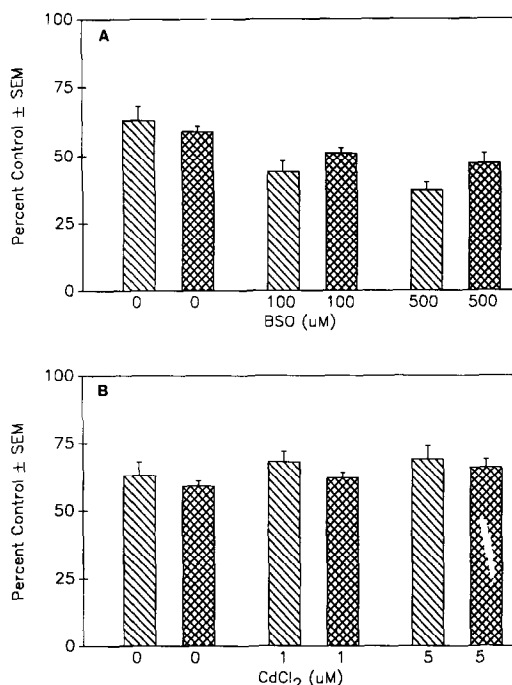 A
100
75
50
25
0
Percent Control ± SEM
0 0 100 100 500 500
BSO (uM)
B
100
75
50
25
0
Percent Control ± SEM
0 0 1 1 5 5
CdCl₂ (uM)